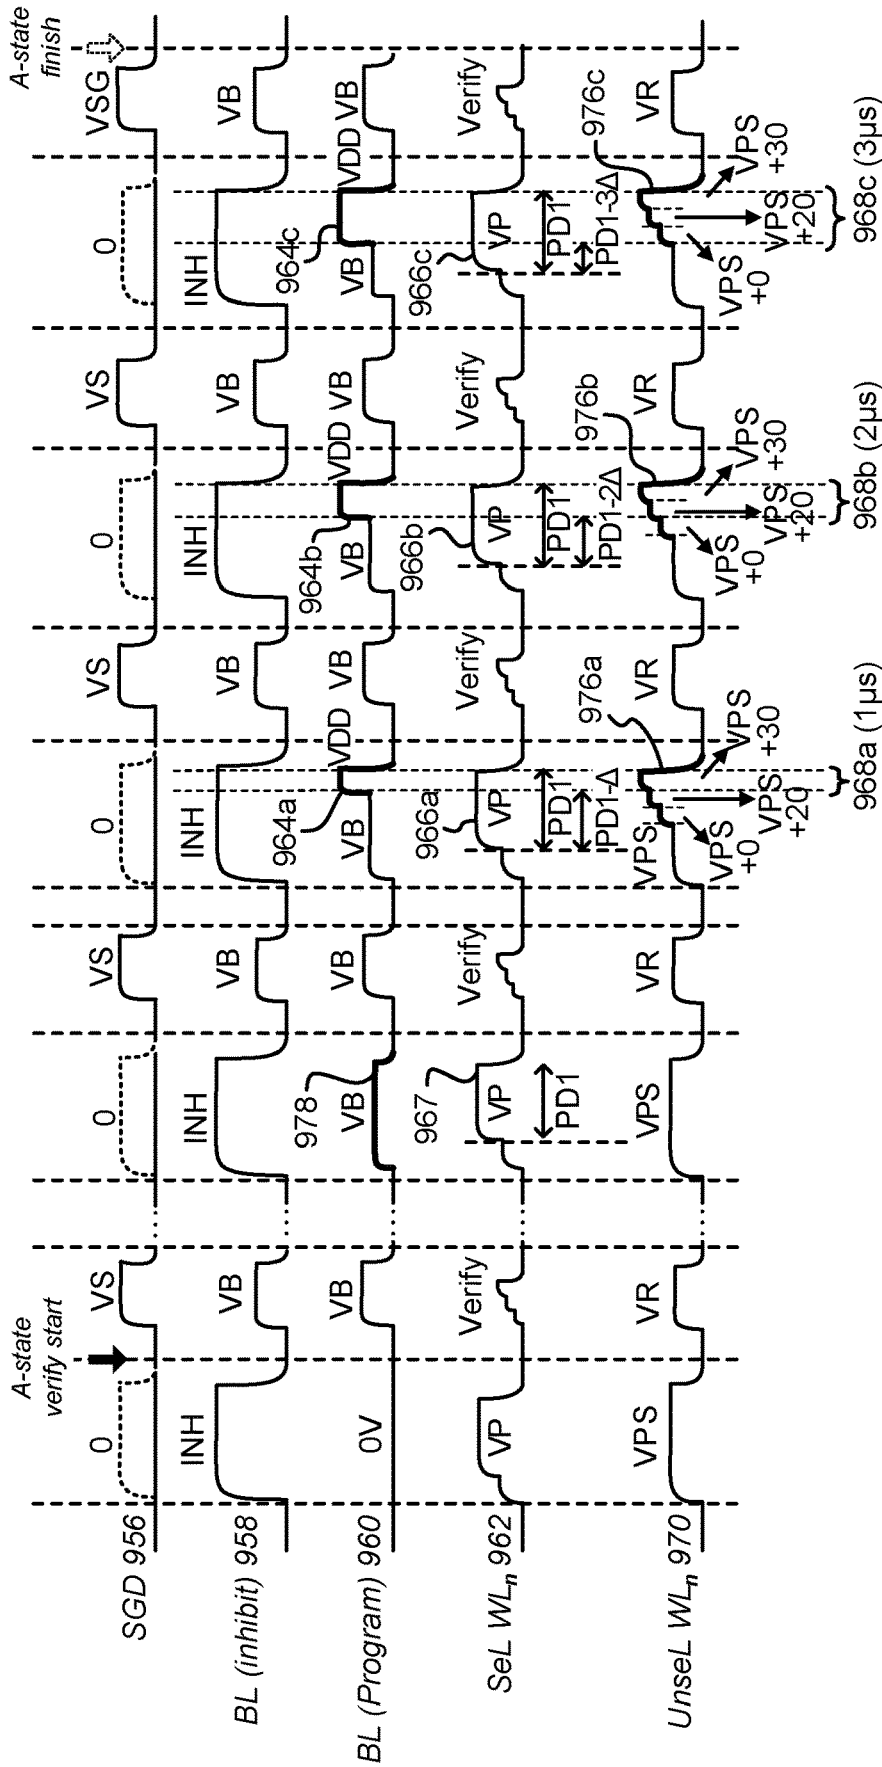 A-state
verify start
A-state
finish
SGD 956
0
VS
0
VS
0
VS
0
VS
0
VSG
BL (inhibit) 958
INH
VB
INH
VB
INH
VB
INH
VB
INH
VB
BL (Program) 960
0V
VB
978
VB
VB
964a
VB
VDD
VB
964b
VB
VDD
VB
964c
VB
VDD
VB
SeL WLn 962
VP
Verify
967
VP
Verify
966a
VP
Verify
966b
VP
Verify
966c
VP
Verify
PD1
PD1
PD1-Δ
PD1
PD1-2Δ
PD1
PD1-3Δ
UnseL WLn 970
VPS
VR
VPS
VR
VPS
976a
VR
976b
VR
976c
VR
VPS
+0
VPS
+20
VPS
+30
VPS
+0
VPS
+20
VPS
+30
VPS
+0
VPS
+20
VPS
+30
968a (1µs)
968b (2µs)
968c (3µs)